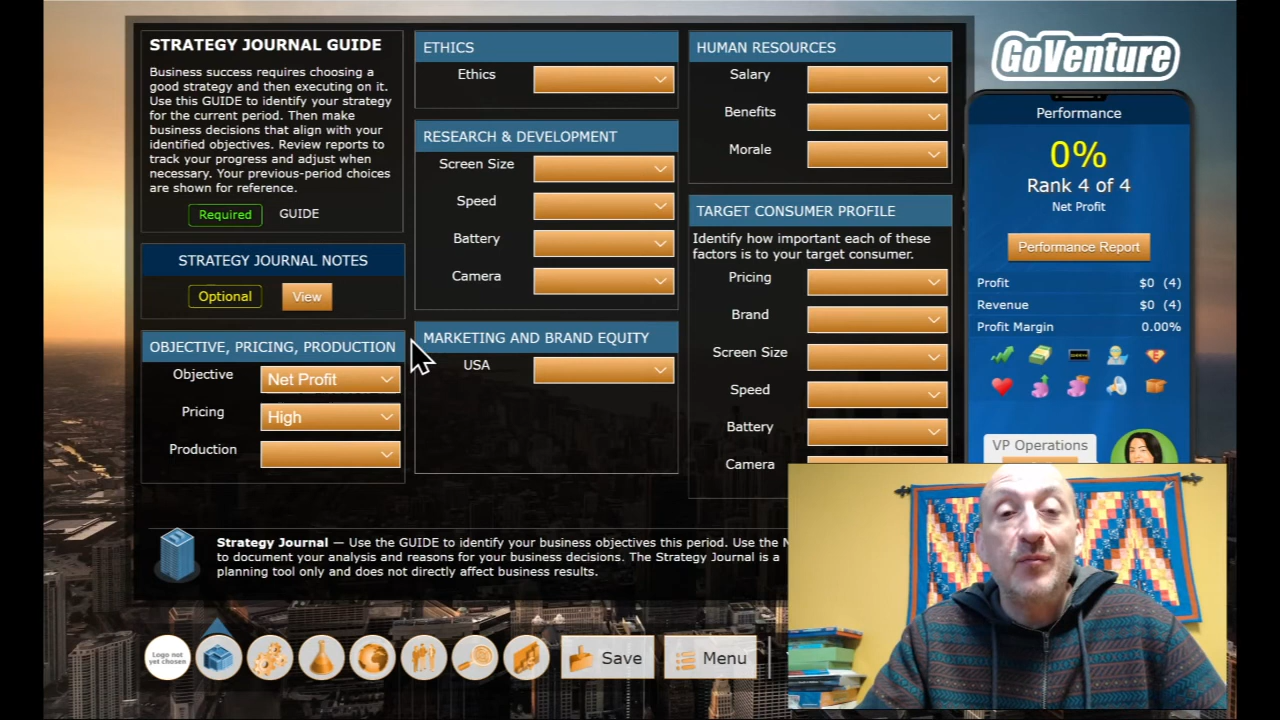 STRATEGY JOURNAL GUIDE
Business success requires choosing a
good strategy and then executing on it.
Use this GUIDE to identify your strategy
for the current period. Then make
business decisions that align with your
identified objectives. Review reports to
track your progress and adjust when
necessary. Your previous-period choices
are shown for reference.
Required GUIDE
STRATEGY JOURNAL NOTES
Optional View
OBJECTIVE, PRICING, PRODUCTION
Objective Net Profit
Pricing High
Production
ETHICS
Ethics
RESEARCH & DEVELOPMENT
Screen Size
Speed
Battery
Camera
MARKETING AND BRAND EQUITY
USA
HUMAN RESOURCES
Salary
Benefits
Morale
TARGET CONSUMER PROFILE
Identify how important each of these
factors is to your target consumer.
Pricing
Brand
Screen Size
Speed
Battery
Camera
GoVenture
Performance
0%
Rank 4 of 4
Net Profit
Performance Report
Profit $0 (4)
Revenue $0 (4)
Profit Margin 0.00%
VP Operations
Strategy Journal — Use the GUIDE to identify your business objectives this period. Use the N
to document your analysis and reasons for your business decisions. The Strategy Journal is a
planning tool only and does not directly affect business results.
Logo not
yet chosen
Save
Menu